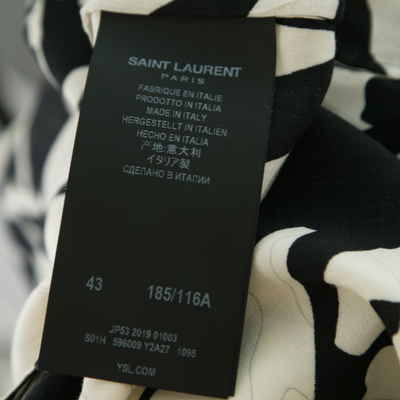 SAINT LAURENT
PARIS
FABRIQUE EN ITALIE
PRODOTTO IN ITALIA
MADE IN ITALY
HERGESTELLT IN ITALIEN
HECHO EN ITALIA
产地:意大利
イタリア製
СДЕЛАНО В ИТАЛИИ
43 185/116A
JP53 2019 01003
S01H 596009 Y2A27 1095
YSL.COM